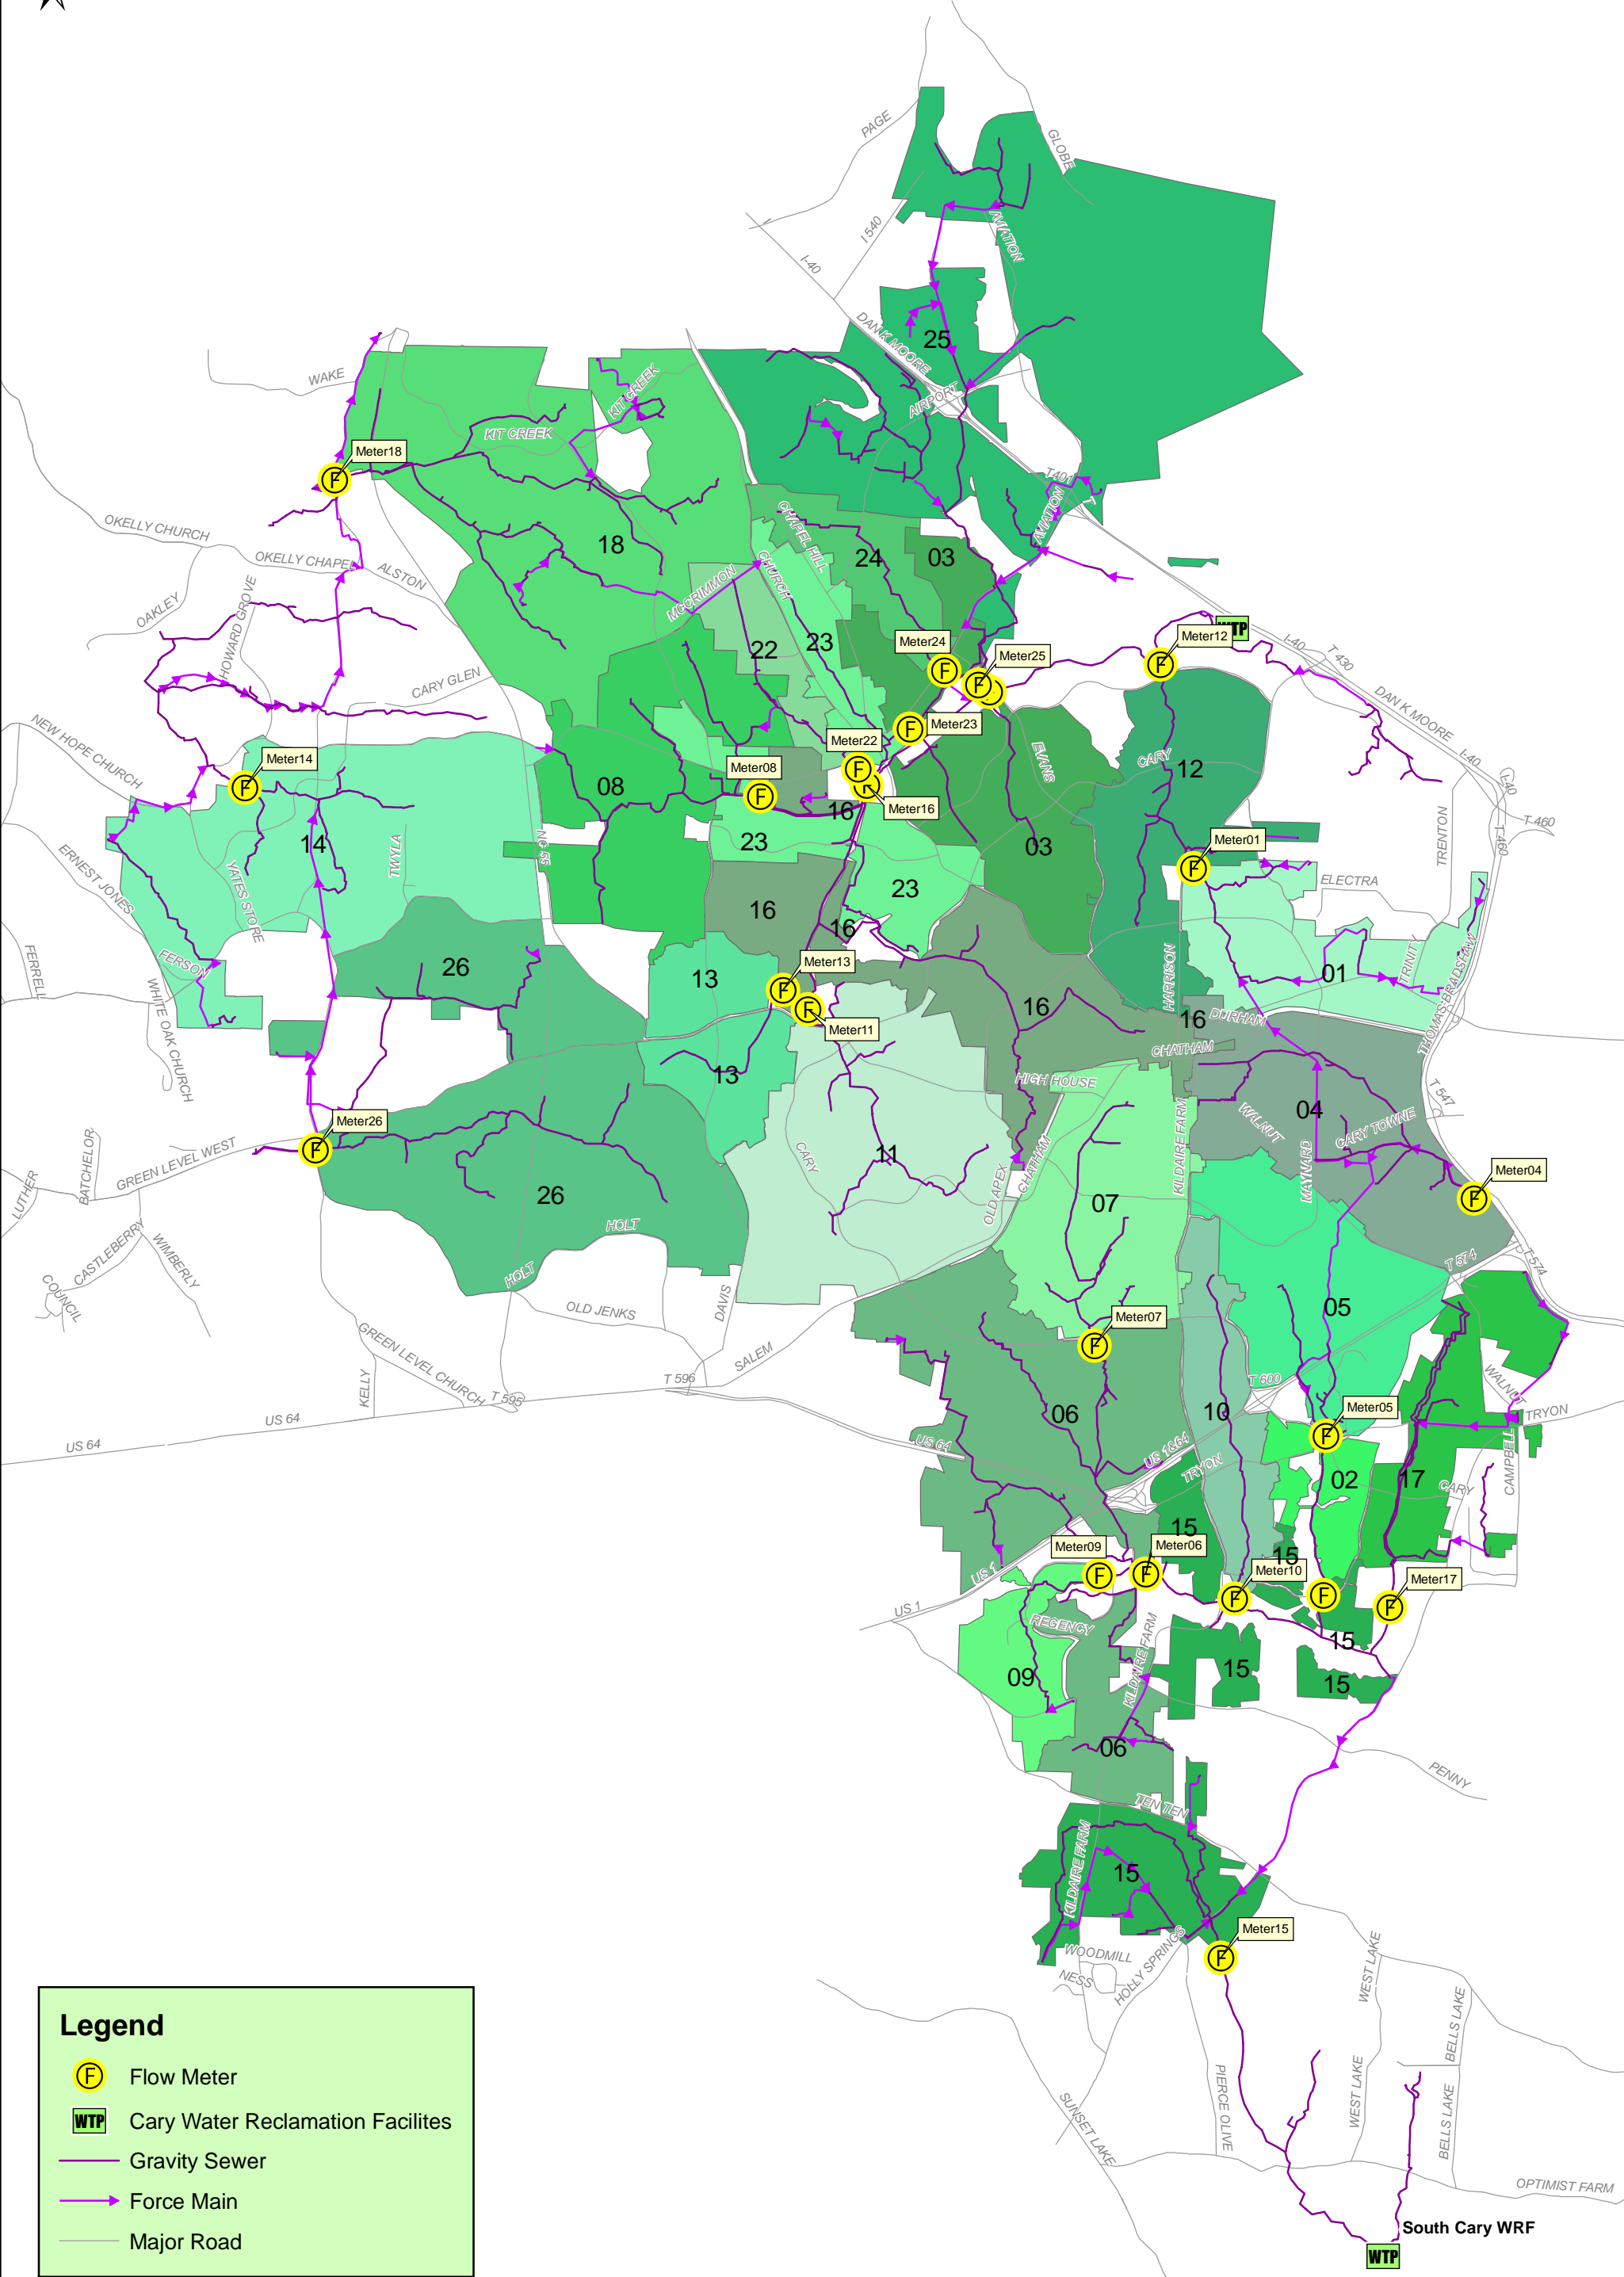 PAGE
GLOBE
I 540
AVIATION
I-40
DAN K MOORE
25
AIRPORT
WAKE
KIT CREEK
KIT CREEK
Meter18
F
T401
AVIATION
OKELLY CHURCH
OKELLY CHAPEL
ALSTON
18
CHAPEL HILL
CHURCH
24
03
MCCRIMMON
OAKLEY
HOWARD GROVE
CARY GLEN
22
23
Meter24
F
Meter25
F
Meter12
F
WTP
I-40
T 430
DAN K MOORE
I-40
I-40
NEW HOPE CHURCH
Meter14
F
Meter22
F
Meter23
F
EVANS
CARY
12
Meter08
F
08
16
Meter16
23
03
14
TWYLA
NC 55
YATES STORE
ERNEST JONES
Meter01
F
TRENTON
T 460
T 460
ELECTRA
23
16
16
FERRELL
FERSON
WHITE OAK CHURCH
26
13
Meter13
F
F
Meter11
16
HARRISON
16
DURHAM
01
TRINITY
THOMAS BRADSHAW
CHATHAM
HIGH HOUSE
13
T 547
04
WALNUT
CARY TOWNE
MAYNARD
KILDAIRE FARM
Meter26
F
GREEN LEVEL WEST
BATCHELOR
LUTHER
CASTLEBERRY
WIMBERLY
COUNCIL
26
HOLT
HOLT
CARY
11
OLD APEX
CHATHAM
07
Meter04
F
T 574
T 574
OLD JENKS
DAVIS
SALEM
GREEN LEVEL CHURCH
KELLY
T 595
T 596
US 64
US 64
05
Meter07
F
T 600
WALNUT
TRYON
CAMPBELL
06
10
Meter05
F
US 64
US 1&64
TRYON
02
17
CARY
15
15
Meter09
F
Meter06
F
Meter10
F
F
Meter17
F
US 1
US 1
REGENCY
KILDAIRE FARM
09
15
15
15
06
PENNY
TEN TEN
KILDAIRE FARM
15
Meter15
F
WOODMILL
NESS
HOLLY SPRINGS
WEST LAKE
BELLS LAKE
SUNSET LAKE
PIERCE OLIVE
WEST LAKE
BELLS LAKE
OPTIMIST FARM
South Cary WRF
WTP
Legend
F Flow Meter
WTP Cary Water Reclamation Facilites
Gravity Sewer
Force Main
Major Road